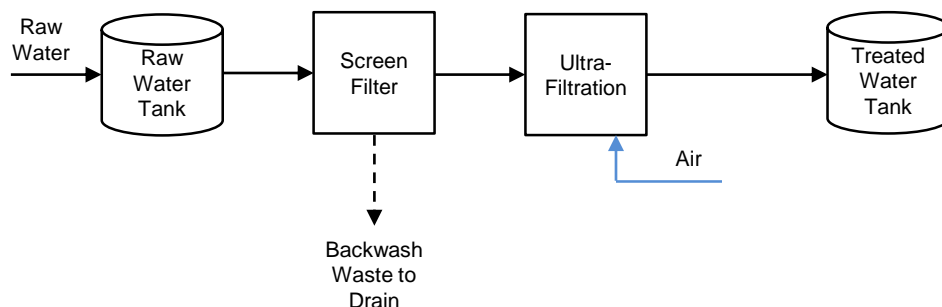 Raw
Water
Raw
Water
Tank
Screen
Filter
Ultra-
Filtration
Treated
Water
Tank
Air
Backwash
Waste to
Drain